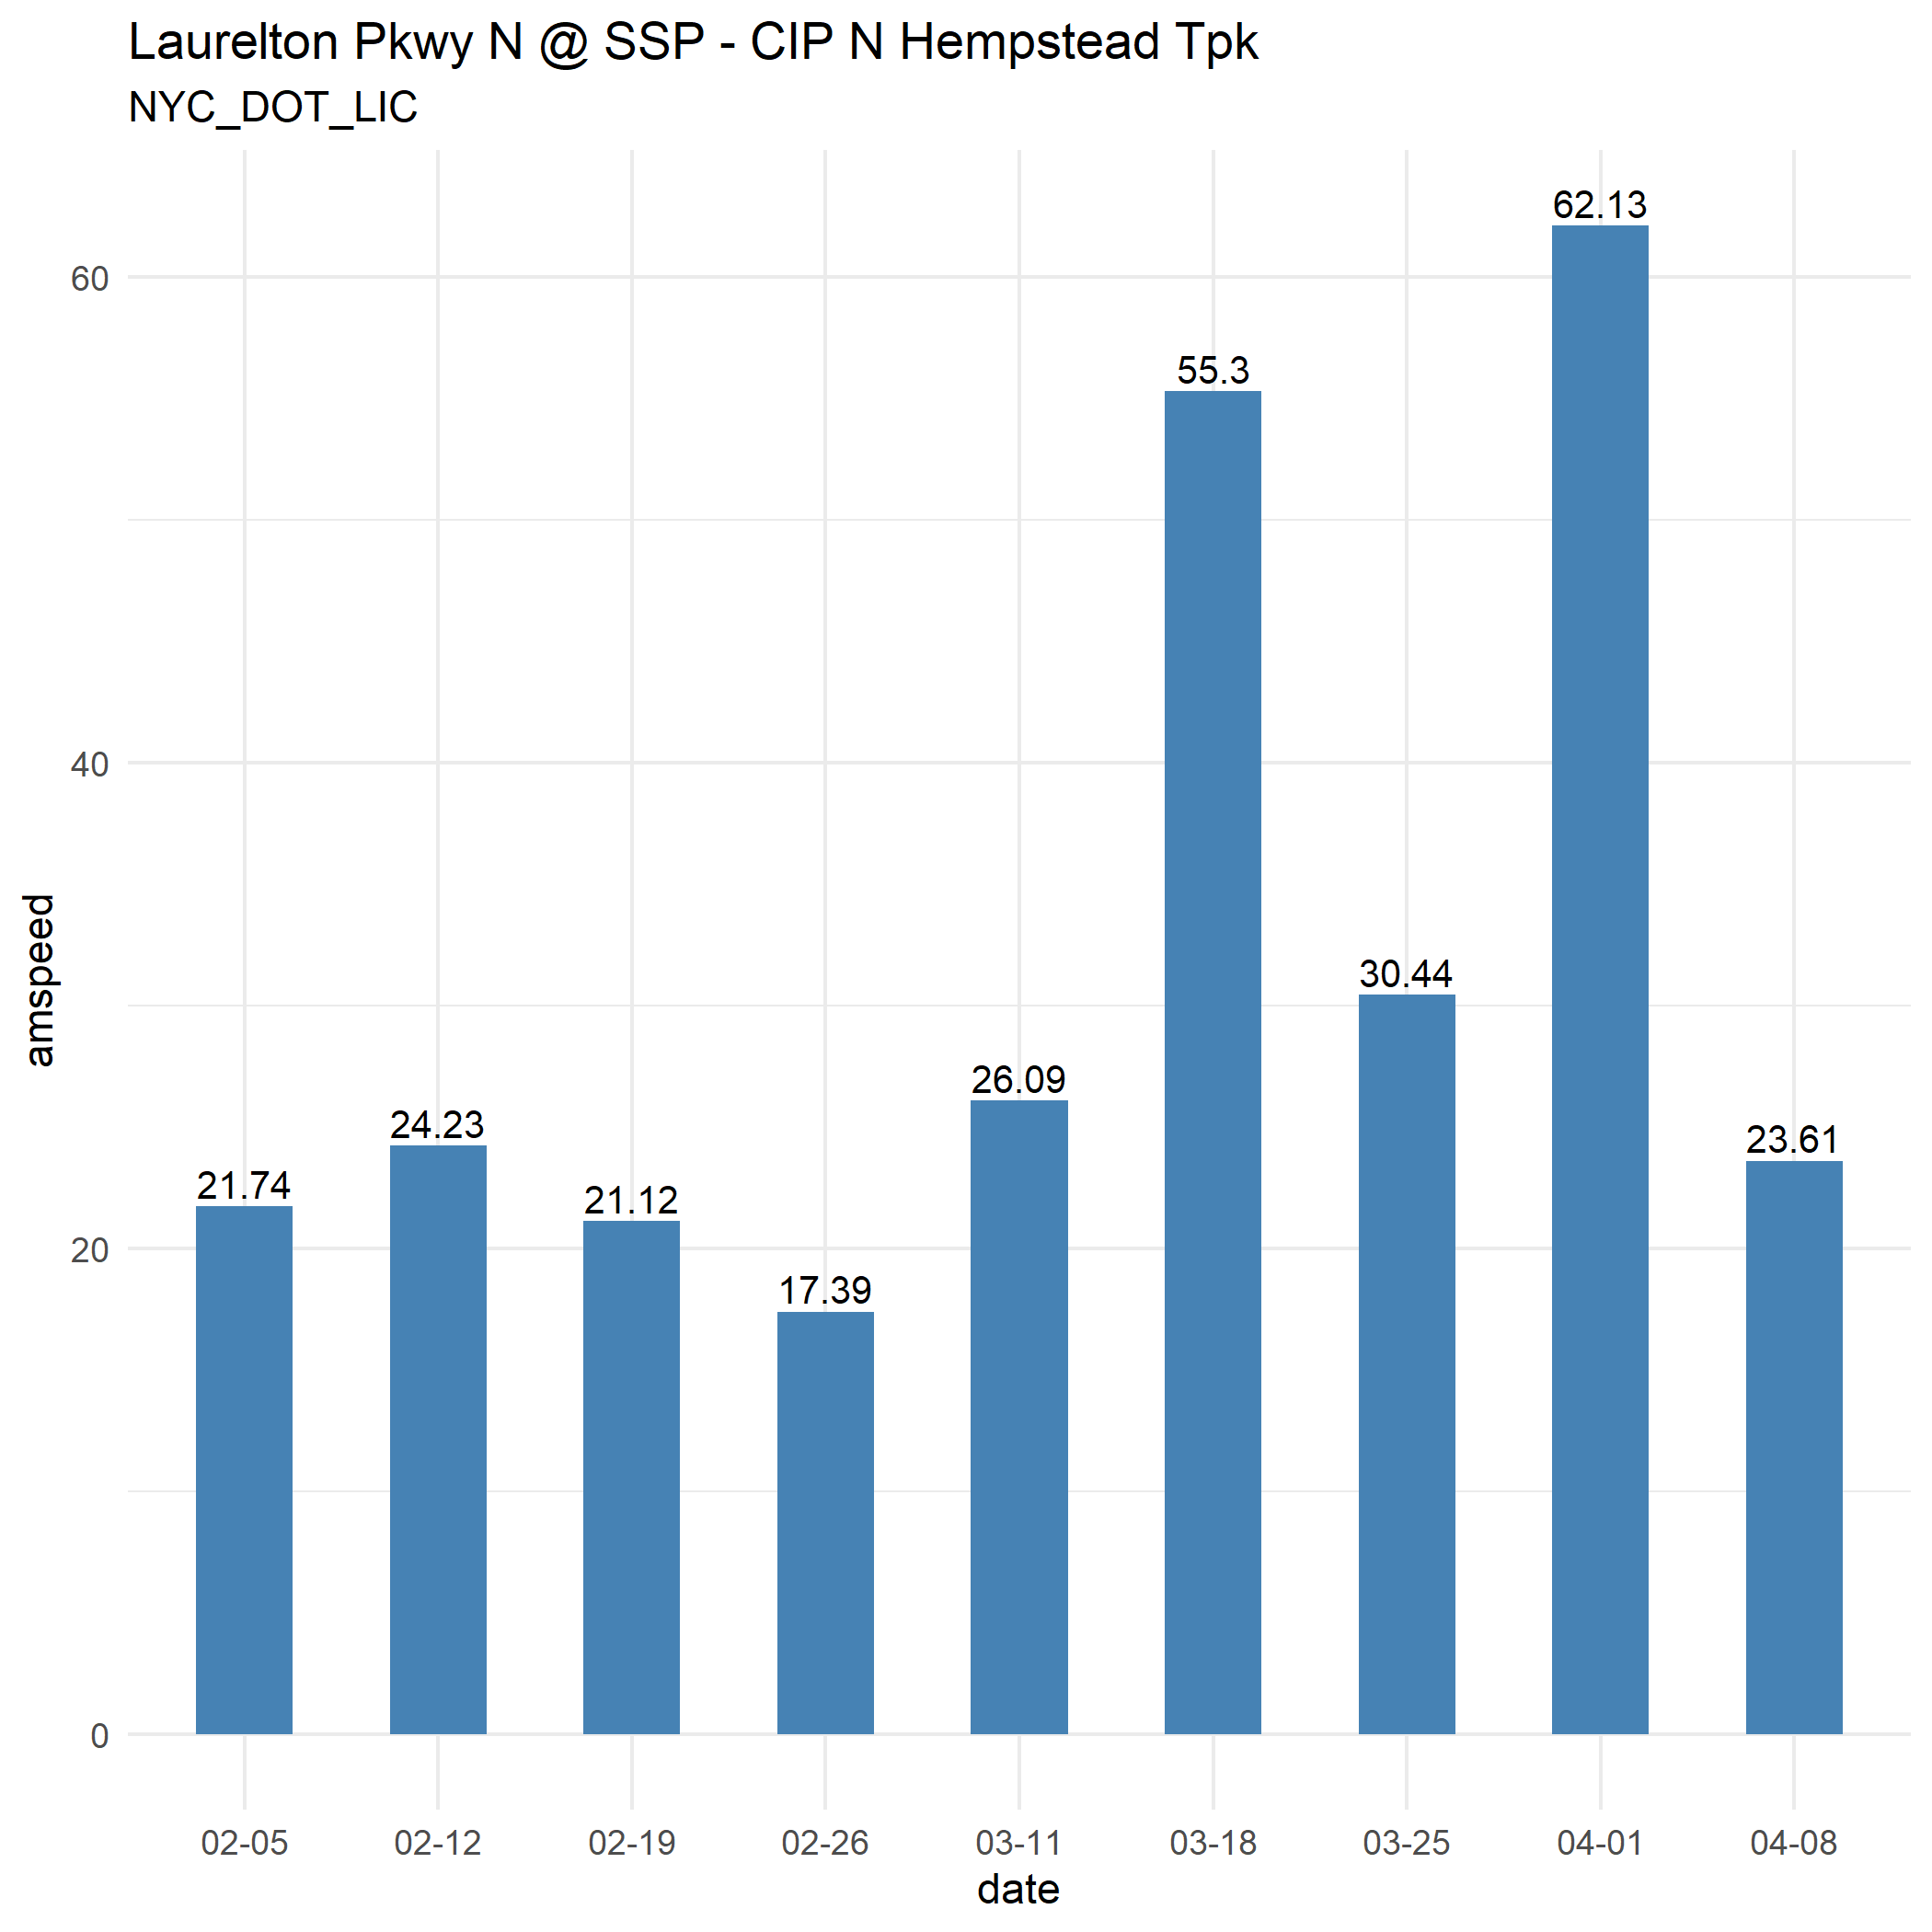 Laurelton Pkwy N @ SSP - CIP N Hempstead Tpk
NYC_DOT_LIC
62.13
60
55.3
40
30.44
26.09
24.23
23.61
21.74
21.12
20
17.39
0
amspeed
02-05 02-12 02-19 02-26 03-11 03-18 03-25 04-01 04-08
date